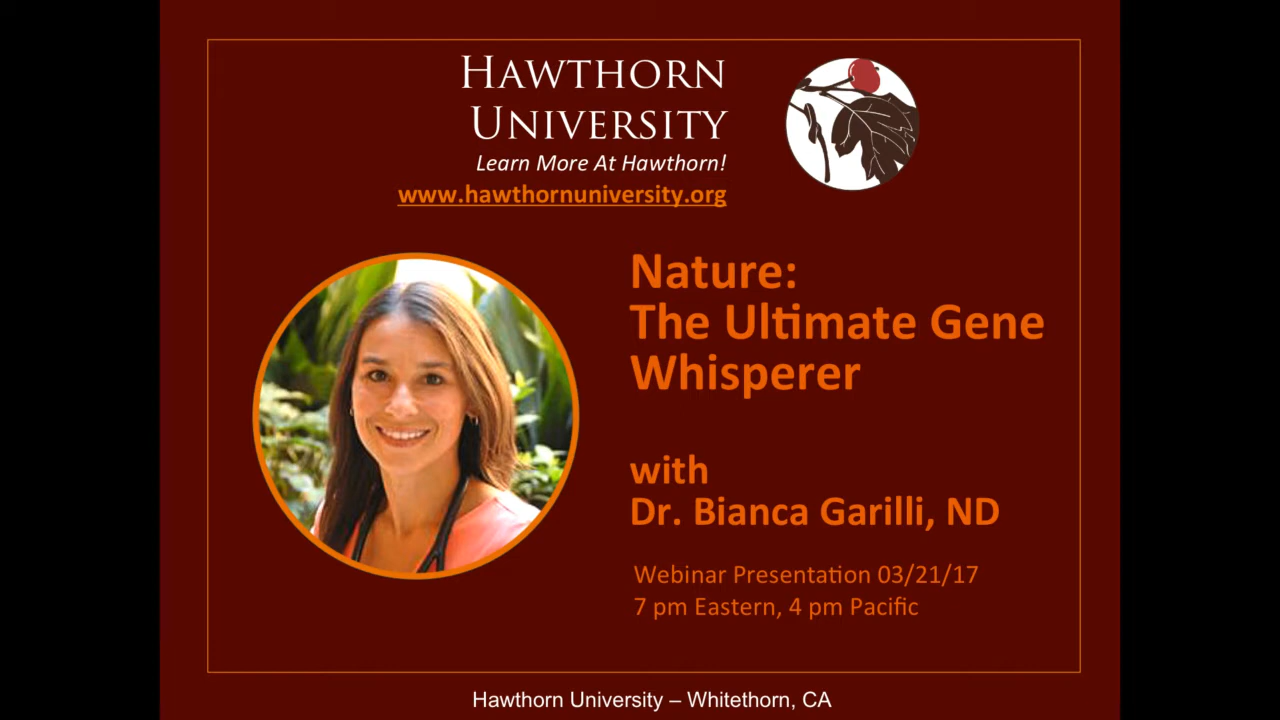 HAWTHORN
UNIVERSITY
Learn More At Hawthorn!
www.hawthornuniversity.org
Nature:
The Ultimate Gene
Whisperer
with
Dr. Bianca Garilli, ND
Webinar Presentation 03/21/17
7 pm Eastern, 4 pm Pacific
Hawthorn University – Whitethorn, CA